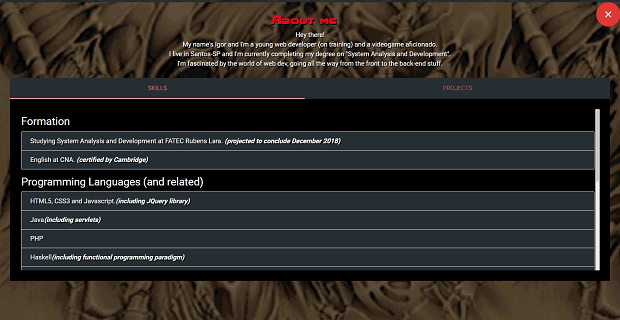 About me
Hey there!
My name's Igor and I'm a young web developer (on training) and a videogame aficionado.
I live in Santos-SP and I'm currently completing my degree on "System Analysis and Development".
I'm fascinated by the world of web dev, going all the way from the front to the back-end stuff.
SKILLS
PROJECTS
Formation
Studying System Analysis and Development at FATEC Rubens Lara. (projected to conclude December 2018)
English at CNA. (certified by Cambridge)
Programming Languages (and related)
HTML5, CSS3 and Javascript.(including JQuery library)
Java(including servlets)
PHP
Haskell(including functional programming paradigm)